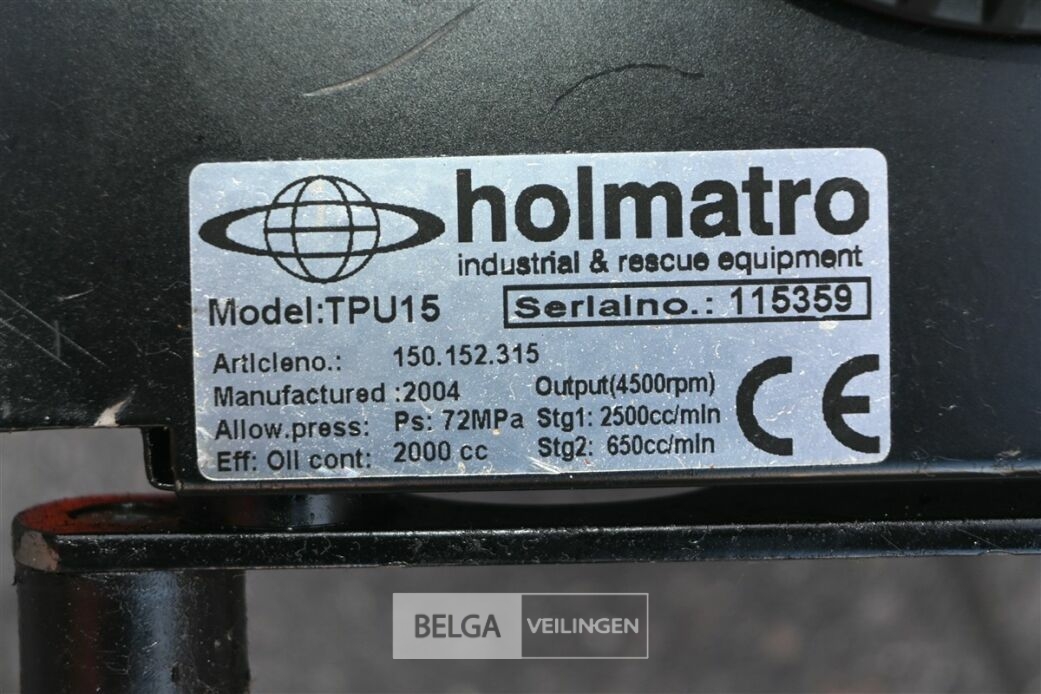 holmatro
industrial & rescue equipment
Model:TPU15
Serialno.: 115359
Articleno.: 150.152.315
Manufactured :2004
Output(4500rpm)
Allow.press: Ps: 72MPa
Stg1: 2500cc/min
Eff: Oil cont: 2000 cc
Stg2: 650cc/min
CE
BELGA VEILINGEN